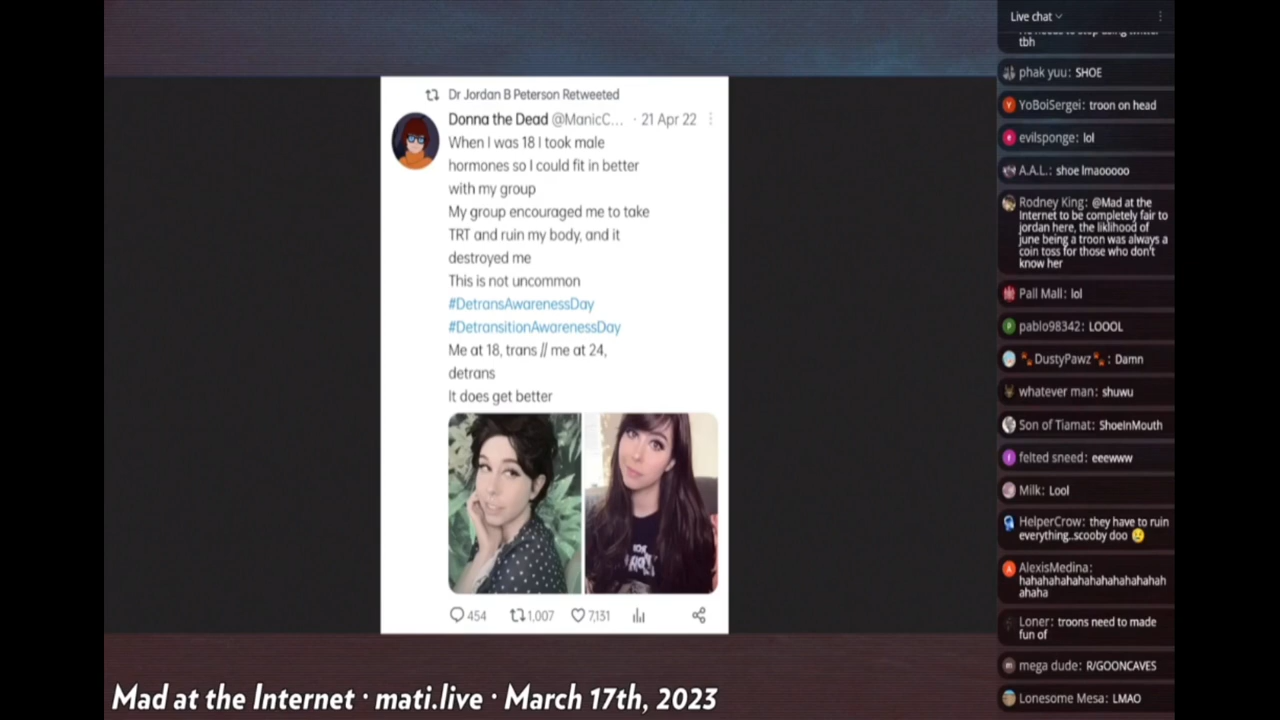 Dr Jordan B Peterson Retweeted
Donna the Dead @ManicC... · 21 Apr 22
When I was 18 I took male
hormones so I could fit in better
with my group
My group encouraged me to take
TRT and ruin my body, and it
destroyed me
This is not uncommon
#DetransAwarenessDay
#DetransitionAwarenessDay
Me at 18, trans // me at 24,
detrans
It does get better
454 1,007 7,131
Mad at the Internet · mati.live · March 17th, 2023
Live chat
tbh
phak yuu: SHOE
YoBoiSergei: troon on head
evilsponge: lol
A.A.L.: shoe lmaooooo
Rodney King: @Mad at the
Internet to be completely fair to
jordan here, the liklihood of
june being a troon was always a
coin toss for those who don't
know her
Pall Mall: lol
pablo98342: LOOOL
🐾DustyPawz🐾: Damn
whatever man: shuwu
Son of Tiamat: ShoeInMouth
felted sneed: eeewww
Milk: Lool
HelperCrow: they have to ruin
everything..scooby doo 😢
AlexisMedina:
hahahahahahahahahahahahah
ahaha
Loner: troons need to made
fun of
mega dude: R/GOONCAVES
Lonesome Mesa: LMAO